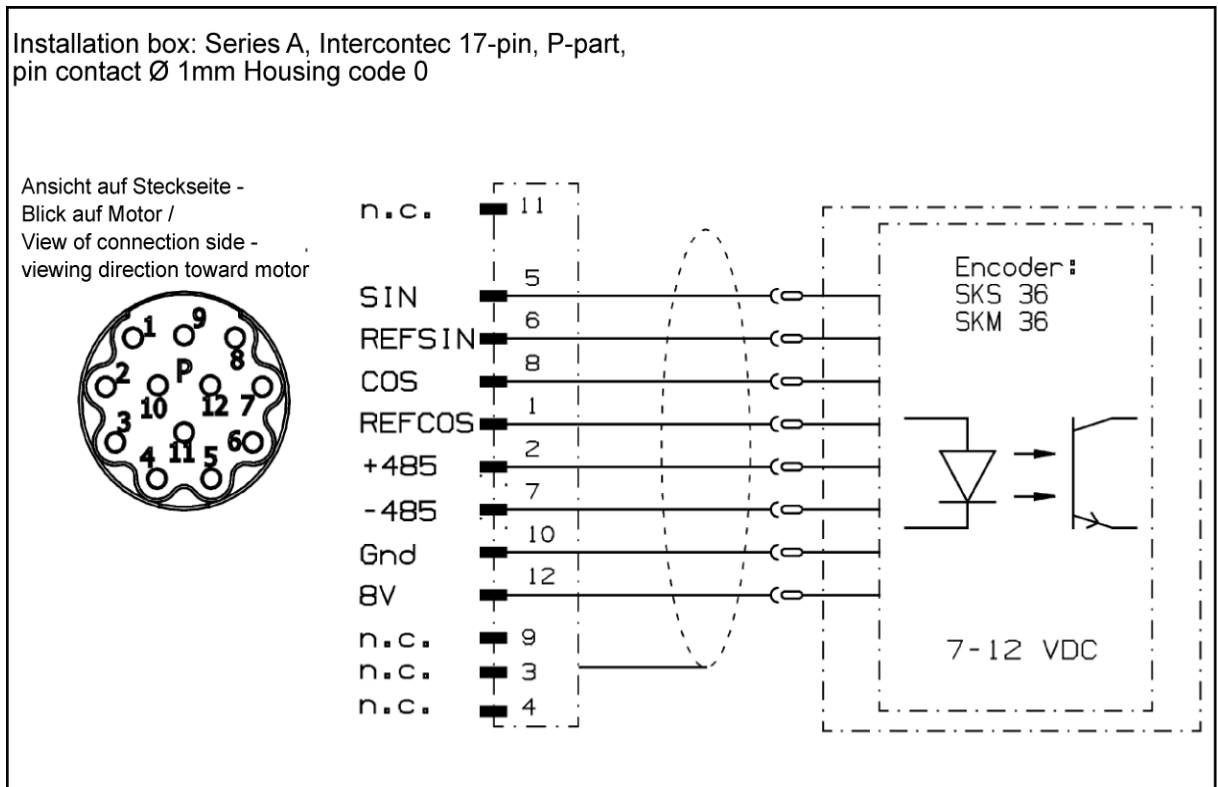 Installation box: Series A, Intercontec 17-pin, P-part,
pin contact Ø 1mm Housing code 0
Ansicht auf Steckseite -
Blick auf Motor /
View of connection side -
viewing direction toward motor
1 9 8
2 P 7
10 12
3 11 6
4 5
n.c. 11
SIN 5
REFSIN 6
COS 8
REFCOS 1
+485 2
-485 7
Gnd 10
8V 12
n.c. 9
n.c. 3
n.c. 4
Encoder:
SKS 36
SKM 36
7-12 VDC